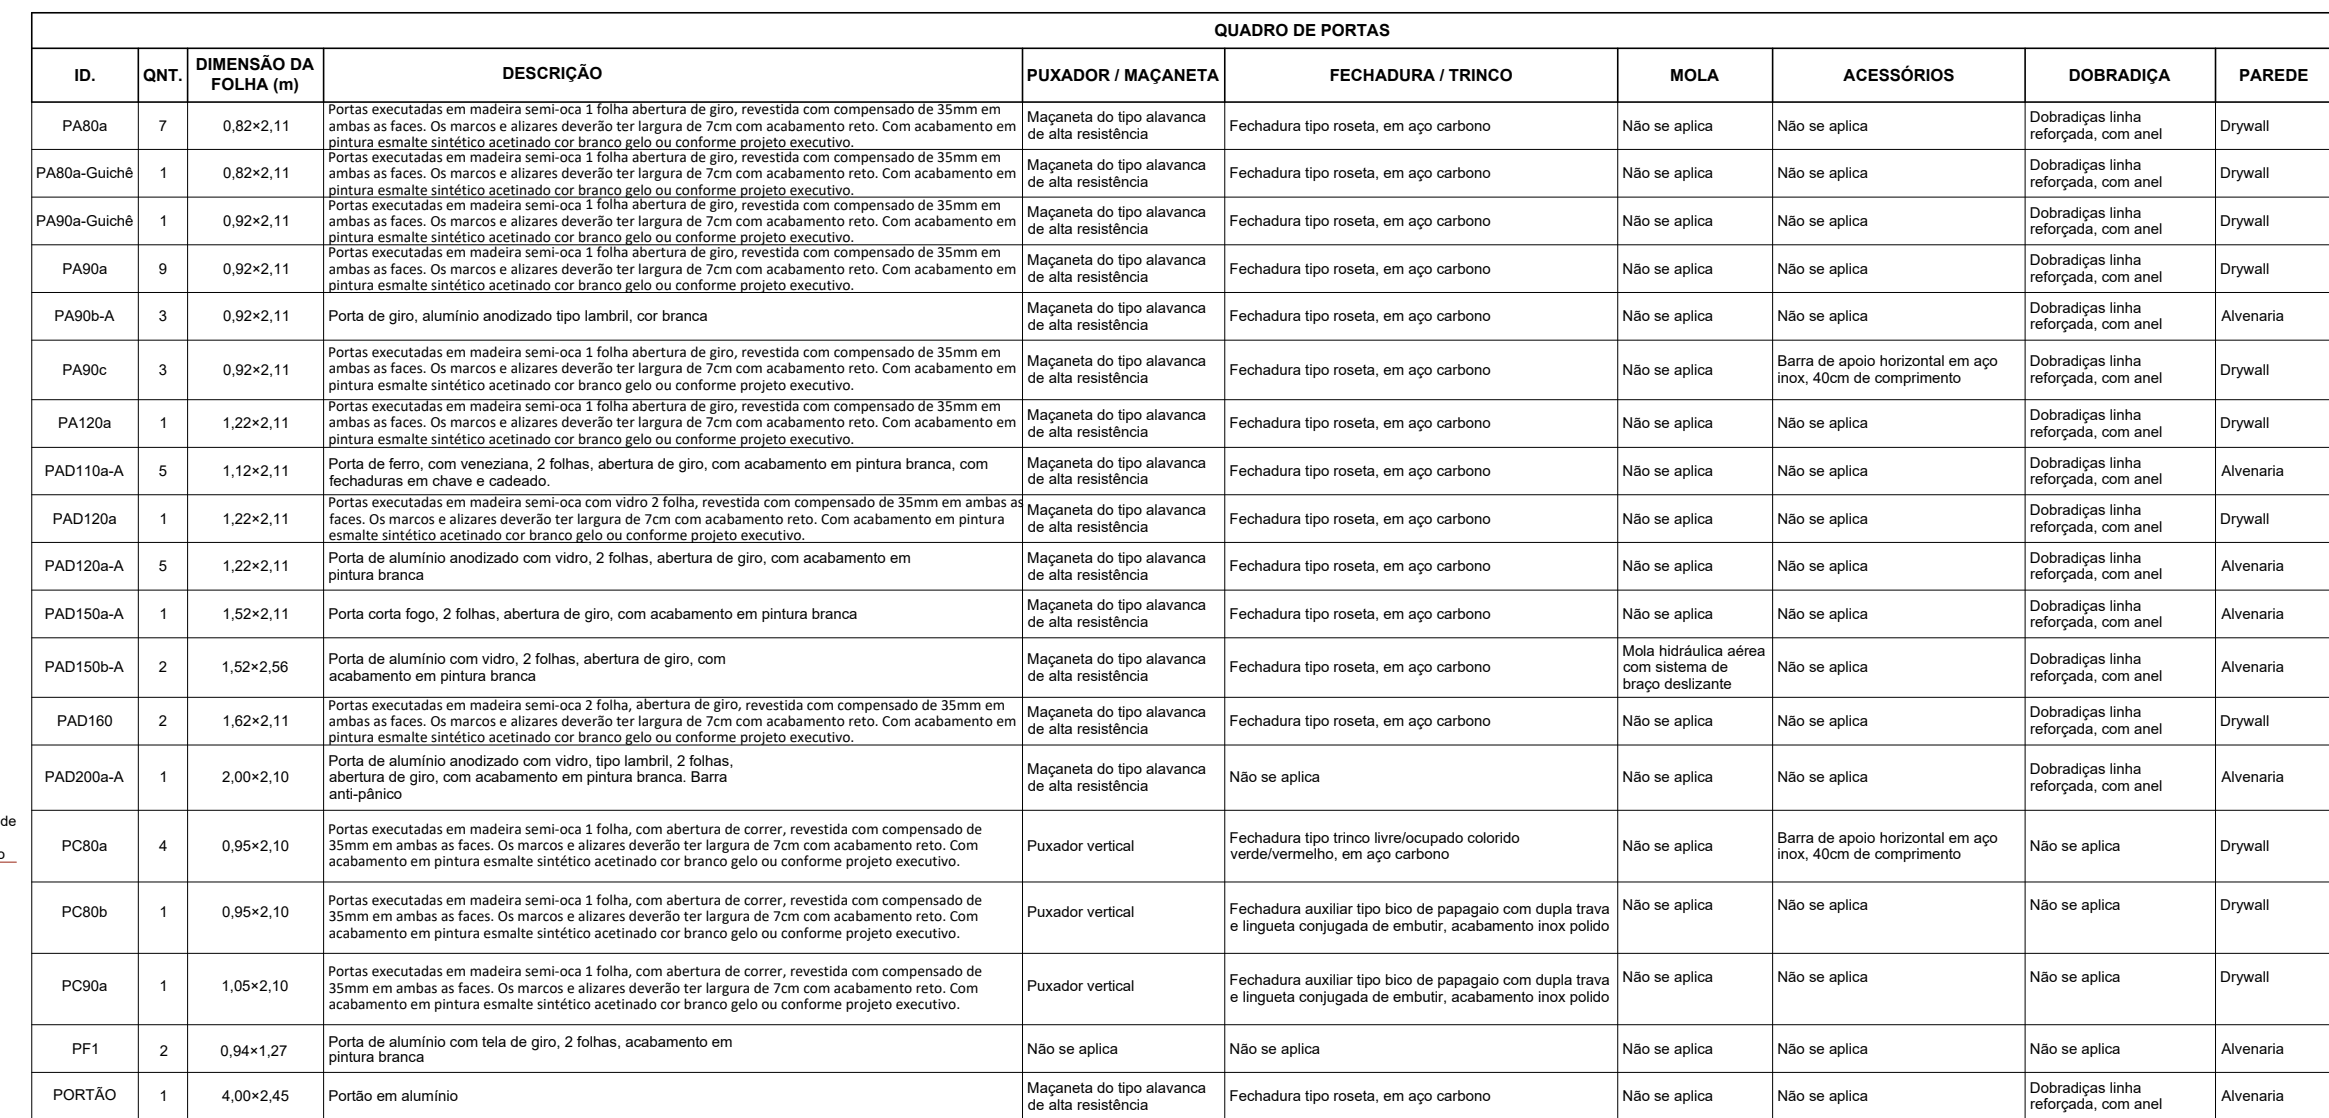 QUADRO DE PORTAS
ID.
QNT.
DIMENSÃO DA
FOLHA (m)
DESCRIÇÃO
PUXADOR / MAÇANETA
FECHADURA / TRINCO
MOLA
ACESSÓRIOS
DOBRADIÇA
PAREDE
PA80a
7
0,82×2,11
Portas executadas em madeira semi-oca 1 folha abertura de giro, revestida com compensado de 35mm em
ambas as faces. Os marcos e alizares deverão ter largura de 7cm com acabamento reto. Com acabamento em
pintura esmalte sintético acetinado cor branco gelo ou conforme projeto executivo.
Maçaneta do tipo alavanca
de alta resistência
Fechadura tipo roseta, em aço carbono
Não se aplica
Não se aplica
Dobradiças linha
reforçada, com anel
Drywall
PA80a-Guichê
1
0,82×2,11
Portas executadas em madeira semi-oca 1 folha abertura de giro, revestida com compensado de 35mm em
ambas as faces. Os marcos e alizares deverão ter largura de 7cm com acabamento reto. Com acabamento em
pintura esmalte sintético acetinado cor branco gelo ou conforme projeto executivo.
Maçaneta do tipo alavanca
de alta resistência
Fechadura tipo roseta, em aço carbono
Não se aplica
Não se aplica
Dobradiças linha
reforçada, com anel
Drywall
PA90a-Guichê
1
0,92×2,11
Portas executadas em madeira semi-oca 1 folha abertura de giro, revestida com compensado de 35mm em
ambas as faces. Os marcos e alizares deverão ter largura de 7cm com acabamento reto. Com acabamento em
pintura esmalte sintético acetinado cor branco gelo ou conforme projeto executivo.
Maçaneta do tipo alavanca
de alta resistência
Fechadura tipo roseta, em aço carbono
Não se aplica
Não se aplica
Dobradiças linha
reforçada, com anel
Drywall
PA90a
9
0,92×2,11
Portas executadas em madeira semi-oca 1 folha abertura de giro, revestida com compensado de 35mm em
ambas as faces. Os marcos e alizares deverão ter largura de 7cm com acabamento reto. Com acabamento em
pintura esmalte sintético acetinado cor branco gelo ou conforme projeto executivo.
Maçaneta do tipo alavanca
de alta resistência
Fechadura tipo roseta, em aço carbono
Não se aplica
Não se aplica
Dobradiças linha
reforçada, com anel
Drywall
PA90b-A
3
0,92×2,11
Porta de giro, alumínio anodizado tipo lambril, cor branca
Maçaneta do tipo alavanca
de alta resistência
Fechadura tipo roseta, em aço carbono
Não se aplica
Não se aplica
Dobradiças linha
reforçada, com anel
Alvenaria
PA90c
3
0,92×2,11
Portas executadas em madeira semi-oca 1 folha abertura de giro, revestida com compensado de 35mm em
ambas as faces. Os marcos e alizares deverão ter largura de 7cm com acabamento reto. Com acabamento em
pintura esmalte sintético acetinado cor branco gelo ou conforme projeto executivo.
Maçaneta do tipo alavanca
de alta resistência
Fechadura tipo roseta, em aço carbono
Não se aplica
Barra de apoio horizontal em aço
inox, 40cm de comprimento
Dobradiças linha
reforçada, com anel
Drywall
PA120a
1
1,22×2,11
Portas executadas em madeira semi-oca 1 folha abertura de giro, revestida com compensado de 35mm em
ambas as faces. Os marcos e alizares deverão ter largura de 7cm com acabamento reto. Com acabamento em
pintura esmalte sintético acetinado cor branco gelo ou conforme projeto executivo.
Maçaneta do tipo alavanca
de alta resistência
Fechadura tipo roseta, em aço carbono
Não se aplica
Não se aplica
Dobradiças linha
reforçada, com anel
Drywall
PAD110a-A
5
1,12×2,11
Porta de ferro, com veneziana, 2 folhas, abertura de giro, com acabamento em pintura branca, com
fechaduras em chave e cadeado.
Maçaneta do tipo alavanca
de alta resistência
Fechadura tipo roseta, em aço carbono
Não se aplica
Não se aplica
Dobradiças linha
reforçada, com anel
Alvenaria
PAD120a
1
1,22×2,11
Portas executadas em madeira semi-oca com vidro 2 folha, revestida com compensado de 35mm em ambas as
faces. Os marcos e alizares deverão ter largura de 7cm com acabamento reto. Com acabamento em pintura
esmalte sintético acetinado cor branco gelo ou conforme projeto executivo.
Maçaneta do tipo alavanca
de alta resistência
Fechadura tipo roseta, em aço carbono
Não se aplica
Não se aplica
Dobradiças linha
reforçada, com anel
Drywall
PAD120a-A
5
1,22×2,11
Porta de alumínio anodizado com vidro, 2 folhas, abertura de giro, com acabamento em
pintura branca
Maçaneta do tipo alavanca
de alta resistência
Fechadura tipo roseta, em aço carbono
Não se aplica
Não se aplica
Dobradiças linha
reforçada, com anel
Alvenaria
PAD150a-A
1
1,52×2,11
Porta corta fogo, 2 folhas, abertura de giro, com acabamento em pintura branca
Maçaneta do tipo alavanca
de alta resistência
Fechadura tipo roseta, em aço carbono
Não se aplica
Não se aplica
Dobradiças linha
reforçada, com anel
Alvenaria
PAD150b-A
2
1,52×2,56
Porta de alumínio com vidro, 2 folhas, abertura de giro, com
acabamento em pintura branca
Maçaneta do tipo alavanca
de alta resistência
Fechadura tipo roseta, em aço carbono
Mola hidráulica aérea
com sistema de
braço deslizante
Não se aplica
Dobradiças linha
reforçada, com anel
Alvenaria
PAD160
2
1,62×2,11
Portas executadas em madeira semi-oca 2 folha, abertura de giro, revestida com compensado de 35mm em
ambas as faces. Os marcos e alizares deverão ter largura de 7cm com acabamento reto. Com acabamento em
pintura esmalte sintético acetinado cor branco gelo ou conforme projeto executivo.
Maçaneta do tipo alavanca
de alta resistência
Fechadura tipo roseta, em aço carbono
Não se aplica
Não se aplica
Dobradiças linha
reforçada, com anel
Drywall
PAD200a-A
1
2,00×2,10
Porta de alumínio anodizado com vidro, tipo lambril, 2 folhas,
abertura de giro, com acabamento em pintura branca. Barra
anti-pânico
Maçaneta do tipo alavanca
de alta resistência
Não se aplica
Não se aplica
Não se aplica
Dobradiças linha
reforçada, com anel
Alvenaria
de
o
PC80a
4
0,95×2,10
Portas executadas em madeira semi-oca 1 folha, com abertura de correr, revestida com compensado de
35mm em ambas as faces. Os marcos e alizares deverão ter largura de 7cm com acabamento reto. Com
acabamento em pintura esmalte sintético acetinado cor branco gelo ou conforme projeto executivo.
Puxador vertical
Fechadura tipo trinco livre/ocupado colorido
verde/vermelho, em aço carbono
Não se aplica
Barra de apoio horizontal em aço
inox, 40cm de comprimento
Não se aplica
Drywall
PC80b
1
0,95×2,10
Portas executadas em madeira semi-oca 1 folha, com abertura de correr, revestida com compensado de
35mm em ambas as faces. Os marcos e alizares deverão ter largura de 7cm com acabamento reto. Com
acabamento em pintura esmalte sintético acetinado cor branco gelo ou conforme projeto executivo.
Puxador vertical
Fechadura auxiliar tipo bico de papagaio com dupla trava
e lingueta conjugada de embutir, acabamento inox polido
Não se aplica
Não se aplica
Não se aplica
Drywall
PC90a
1
1,05×2,10
Portas executadas em madeira semi-oca 1 folha, com abertura de correr, revestida com compensado de
35mm em ambas as faces. Os marcos e alizares deverão ter largura de 7cm com acabamento reto. Com
acabamento em pintura esmalte sintético acetinado cor branco gelo ou conforme projeto executivo.
Puxador vertical
Fechadura auxiliar tipo bico de papagaio com dupla trava
e lingueta conjugada de embutir, acabamento inox polido
Não se aplica
Não se aplica
Não se aplica
Drywall
PF1
2
0,94×1,27
Porta de alumínio com tela de giro, 2 folhas, acabamento em
pintura branca
Não se aplica
Não se aplica
Não se aplica
Não se aplica
Não se aplica
Alvenaria
PORTÃO
1
4,00×2,45
Portão em alumínio
Maçaneta do tipo alavanca
de alta resistência
Fechadura tipo roseta, em aço carbono
Não se aplica
Não se aplica
Dobradiças linha
reforçada, com anel
Alvenaria